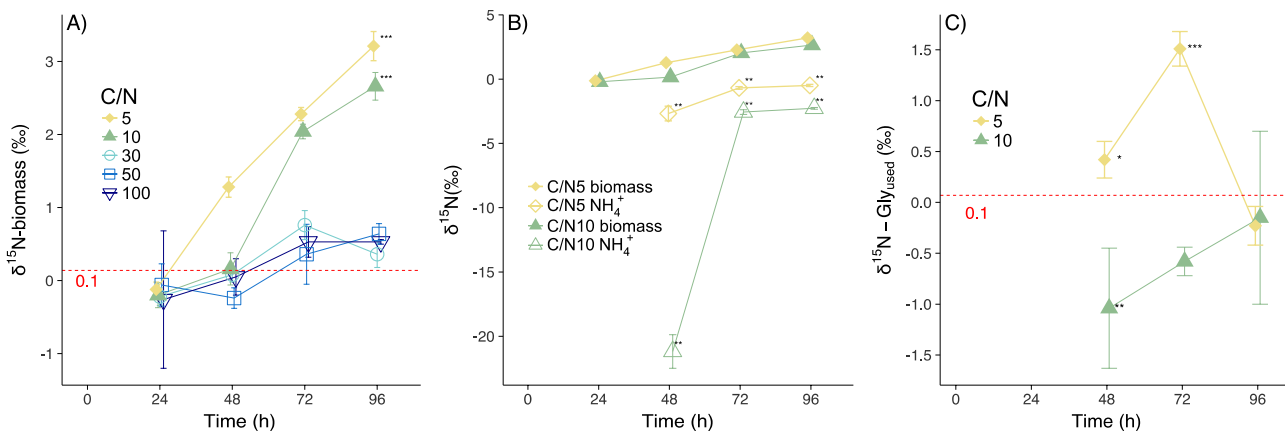 A)
C/N
5
10
30
50
100
0.1
3
2
1
0
-1
δ¹⁵N-biomass (‰)
0 24 48 72 96
Time (h)
***
***
B)
5
0
-5
-10
-15
-20
δ¹⁵N(‰)
C/N5 biomass
C/N5 NH₄⁺
C/N10 biomass
C/N10 NH₄⁺
** ** **
** ** **
0 24 48 72 96
Time (h)
C)
C/N
5
10
1.5
1.0
0.5
0.0
-0.5
-1.0
-1.5
δ¹⁵N − Gly_used (‰)
0.1
***
*
**
0 24 48 72 96
Time (h)